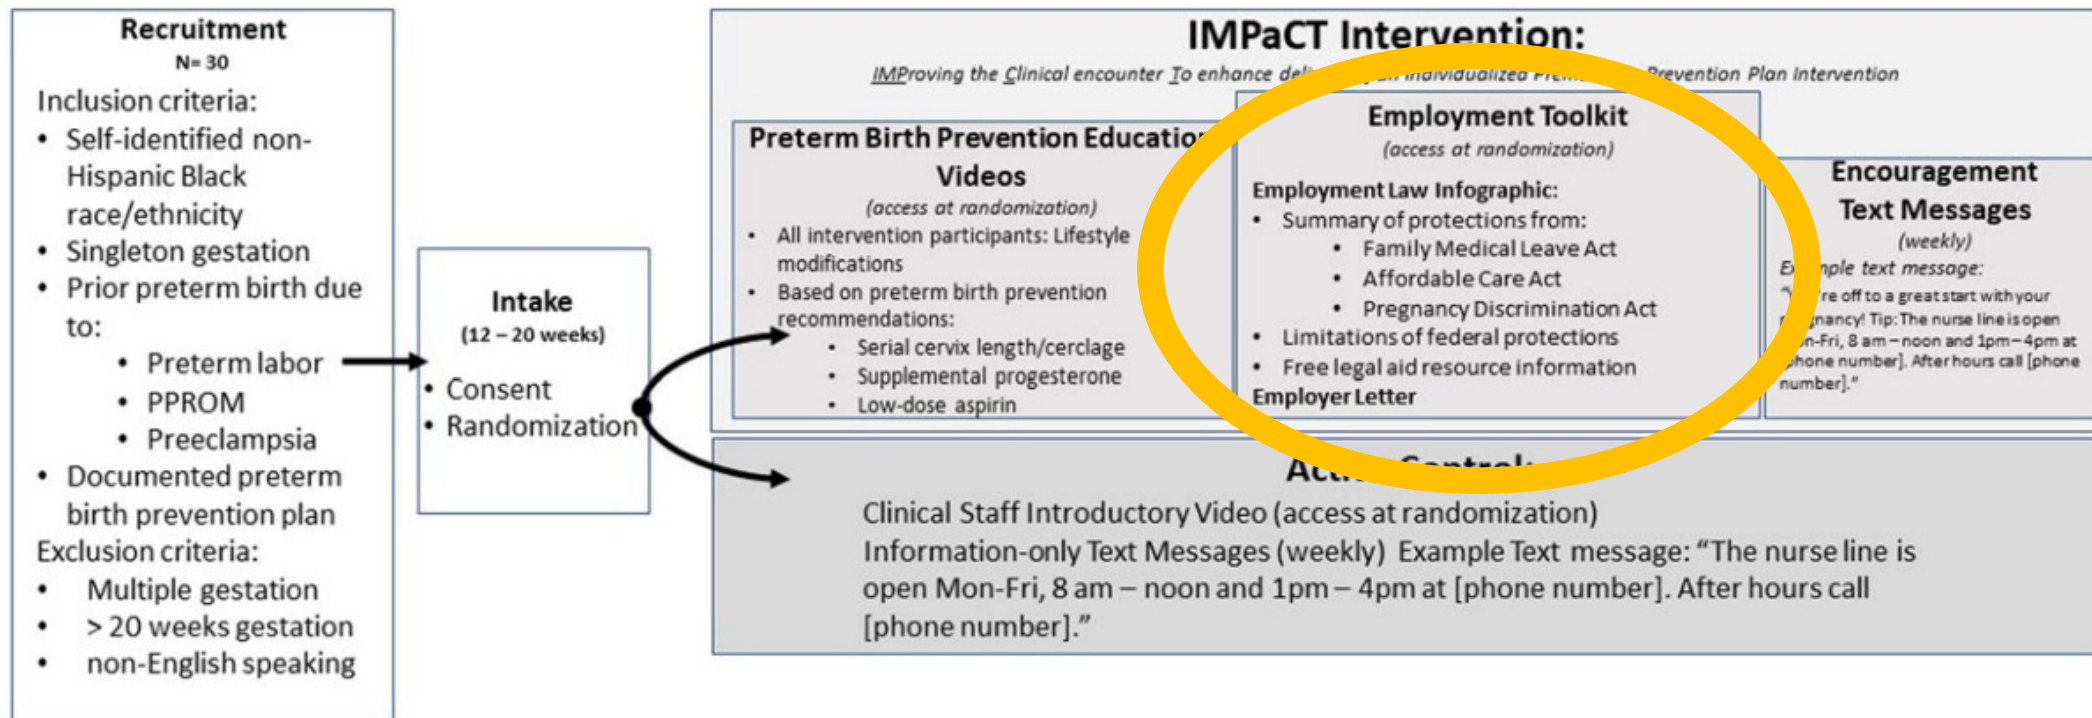 Recruitment
N= 30
Inclusion criteria:
• Self-identified non-
Hispanic Black
race/ethnicity
• Singleton gestation
• Prior preterm birth due
to:
• Preterm labor
• PPROM
• Preeclampsia
• Documented preterm
birth prevention plan
Exclusion criteria:
• Multiple gestation
• > 20 weeks gestation
• non-English speaking
Intake
(12 – 20 weeks)
• Consent
• Randomization
IMPaCT Intervention:
IMProving the Clinical encounter To enhance Prevention Plan Intervention
Preterm Birth Prevention Education
Videos
(access at randomization)
• All intervention participants: Lifestyle
modifications
• Based on preterm birth prevention
recommendations:
• Serial cervix length/cerclage
• Supplemental progesterone
• Low-dose aspirin
Employment Toolkit
(access at randomization)
Employment Law Infographic:
• Summary of protections from:
• Family Medical Leave Act
• Affordable Care Act
• Pregnancy Discrimination Act
• Limitations of federal protections
• Free legal aid resource information
Employer Letter
Encouragement
Text Messages
(weekly)
text message:
off to a great start with your
Tip: The nurse line is open
8 am – noon and 1pm – 4pm at
number]. After hours call [phone
number].”
Clinical Staff Introductory Video (access at randomization)
Information-only Text Messages (weekly) Example Text message: “The nurse line is
open Mon-Fri, 8 am – noon and 1pm – 4pm at [phone number]. After hours call
[phone number].”